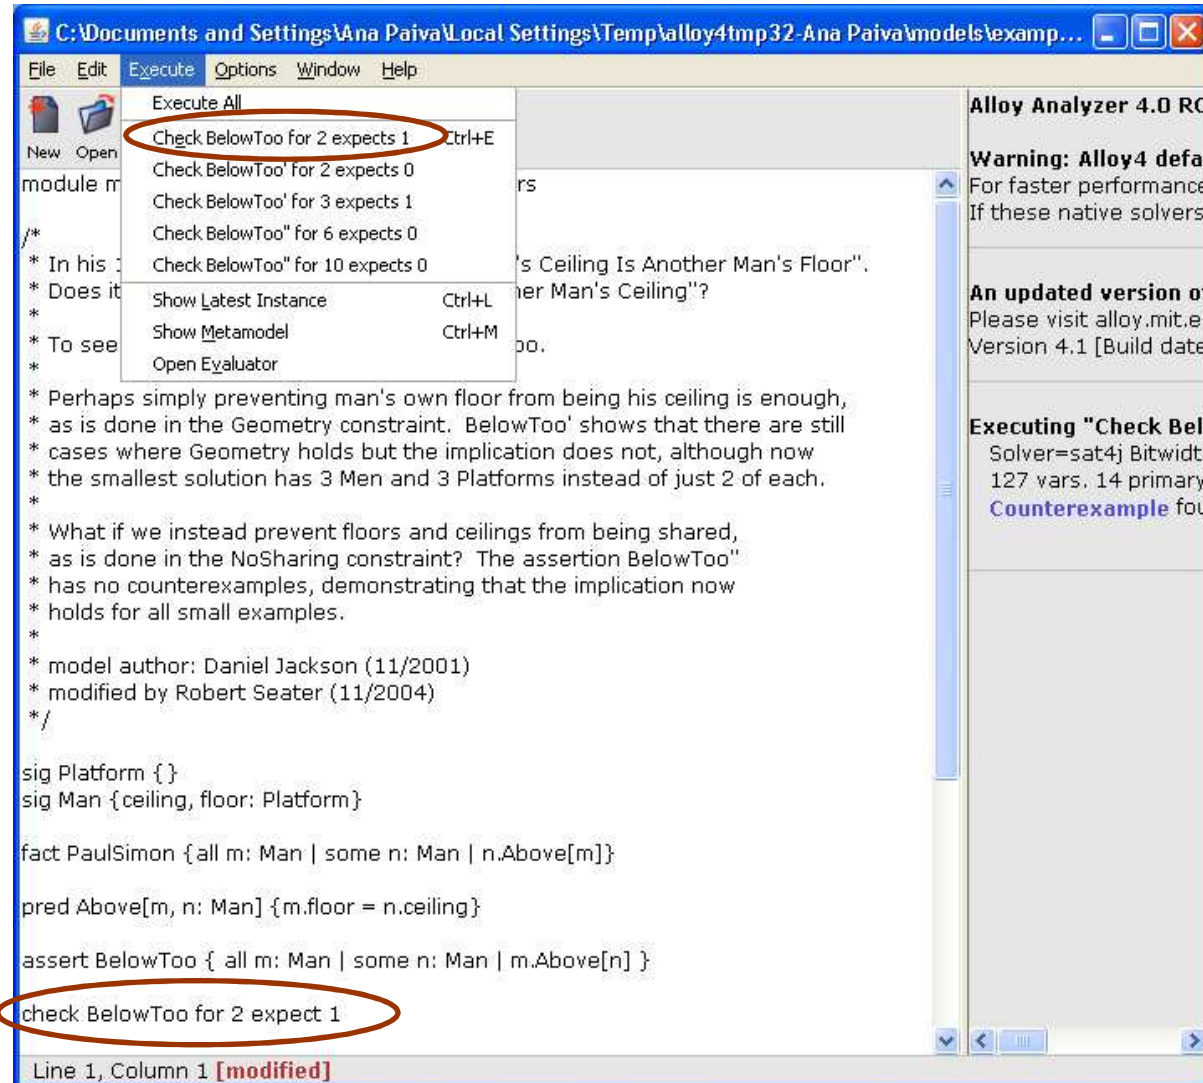 C:\Documents and Settings\Ana Paiva\Local Settings\Temp\alloy4tmp32-Ana Paiva\models\examp...
File Edit Execute Options Window Help
New Open
Execute All
Check BelowToo for 2 expects 1 Ctrl+E
Check BelowToo' for 2 expects 0
Check BelowToo' for 3 expects 1
Check BelowToo" for 6 expects 0
Check BelowToo" for 10 expects 0
Show Latest Instance Ctrl+L
Show Metamodel Ctrl+M
Open Evaluator
module m rs
/*
* In his 's Ceiling Is Another Man's Floor".
* Does it her Man's Ceiling"?
*
* To see oo.
*
* Perhaps simply preventing man's own floor from being his ceiling is enough,
* as is done in the Geometry constraint. BelowToo' shows that there are still
* cases where Geometry holds but the implication does not, although now
* the smallest solution has 3 Men and 3 Platforms instead of just 2 of each.
*
* What if we instead prevent floors and ceilings from being shared,
* as is done in the NoSharing constraint? The assertion BelowToo"
* has no counterexamples, demonstrating that the implication now
* holds for all small examples.
*
* model author: Daniel Jackson (11/2001)
* modified by Robert Seater (11/2004)
*/
sig Platform {}
sig Man {ceiling, floor: Platform}
fact PaulSimon {all m: Man | some n: Man | n.Above[m]}
pred Above[m, n: Man] {m.floor = n.ceiling}
assert BelowToo { all m: Man | some n: Man | m.Above[n] }
check BelowToo for 2 expect 1
Line 1, Column 1 [modified]
Alloy Analyzer 4.0 RC
Warning: Alloy4 defa
For faster performance
If these native solvers
An updated version of
Please visit alloy.mit.e
Version 4.1 [Build date
Executing "Check Bel
Solver=sat4j Bitwidt
127 vars. 14 primary
Counterexample fou